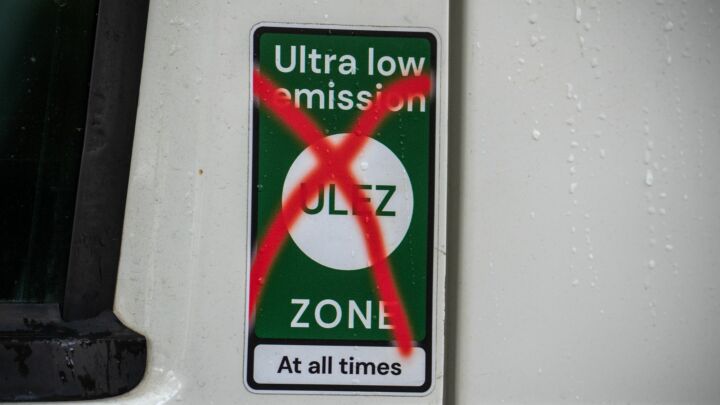 Ultra low
emission
ULEZ
ZONE
At all times